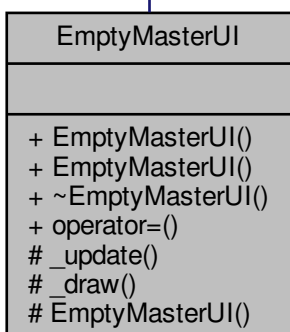 EmptyMasterUI
+ EmptyMasterUI()
+ EmptyMasterUI()
+ ~EmptyMasterUI()
+ operator=()
# _update()
# _draw()
# EmptyMasterUI()